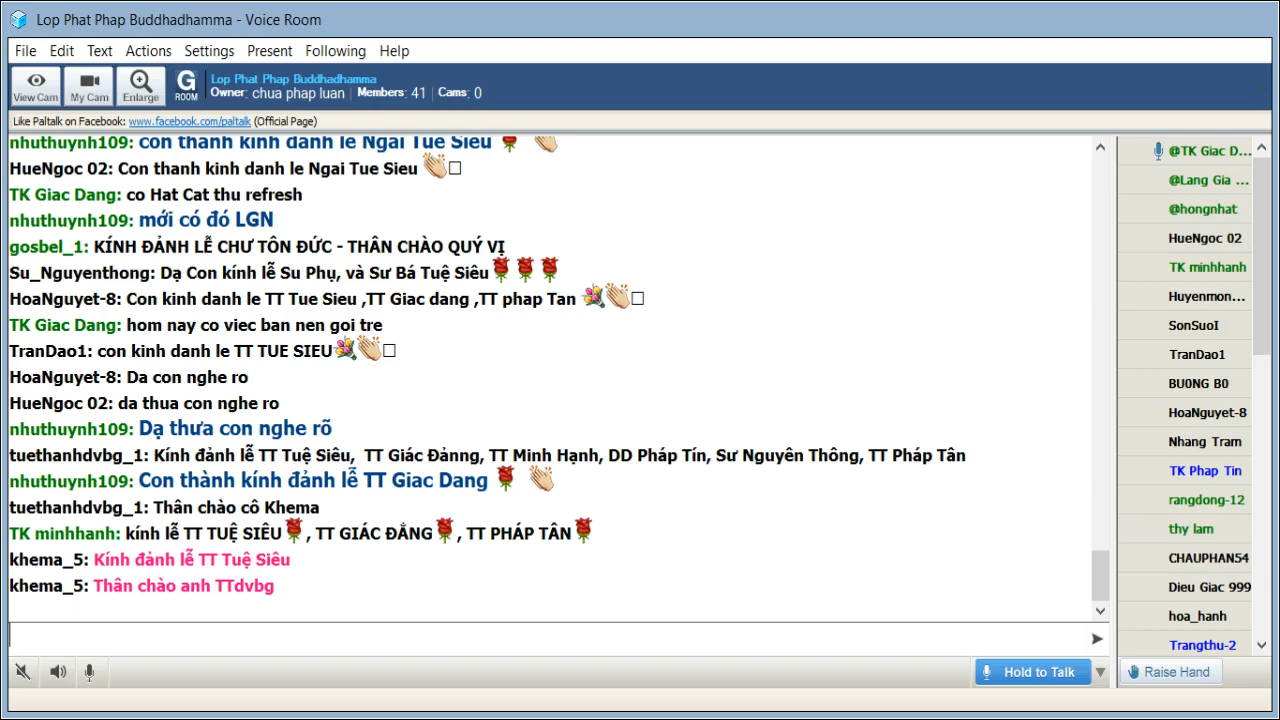 Lop Phat Phap Buddhadhamma - Voice Room
File Edit Text Actions Settings Present Following Help
View Cam My Cam Enlarge G ROOM
Lop Phat Phap Buddhadhamma
Owner: chua phap luan Members: 41 Cams: 0
Like Paltalk on Facebook: www.facebook.com/paltalk (Official Page)
nhuthuynh109: con thanh kinh danh le Ngai Tue Sieu
HueNgoc 02: Con thanh kinh danh le Ngai Tue Sieu
TK Giac Dang: co Hat Cat thu refresh
nhuthuynh109: mới có đó LGN
gosbel_1: KÍNH ĐẢNH LỄ CHƯ TÔN ĐỨC - THÂN CHÀO QUÝ VỊ
Su_Nguyenthong: Dạ Con kính lễ Su Phụ, và Sư Bá Tuệ Siêu
HoaNguyet-8: Con kinh danh le TT Tue Sieu ,TT Giac dang ,TT phap Tan
TK Giac Dang: hom nay co viec ban nen goi tre
TranDao1: con kinh danh le TT TUE SIEU
HoaNguyet-8: Da con nghe ro
HueNgoc 02: da thua con nghe ro
nhuthuynh109: Dạ thưa con nghe rõ
tuethanhdvbg_1: Kính đảnh lễ TT Tuệ Siêu, TT Giác Đảnng, TT Minh Hạnh, DD Pháp Tín, Sư Nguyên Thông, TT Pháp Tân
nhuthuynh109: Con thành kính đảnh lễ TT Giac Dang
tuethanhdvbg_1: Thân chào cô Khema
TK minhhanh: kính lễ TT TUỆ SIÊU, TT GIÁC ĐẲNG, TT PHÁP TÂN
khema_5: Kính đảnh lễ TT Tuệ Siêu
khema_5: Thân chào anh TTdvbg
@TK Giac D...
@Lang Gia ...
@hongnhat
HueNgoc 02
TK minhhanh
Huyenmon...
SonSuoI
TranDao1
BU0NG B0
HoaNguyet-8
Nhang Tram
TK Phap Tin
rangdong-12
thy lam
CHAUPHAN54
Dieu Giac 999
hoa_hanh
Trangthu-2
Hold to Talk
Raise Hand